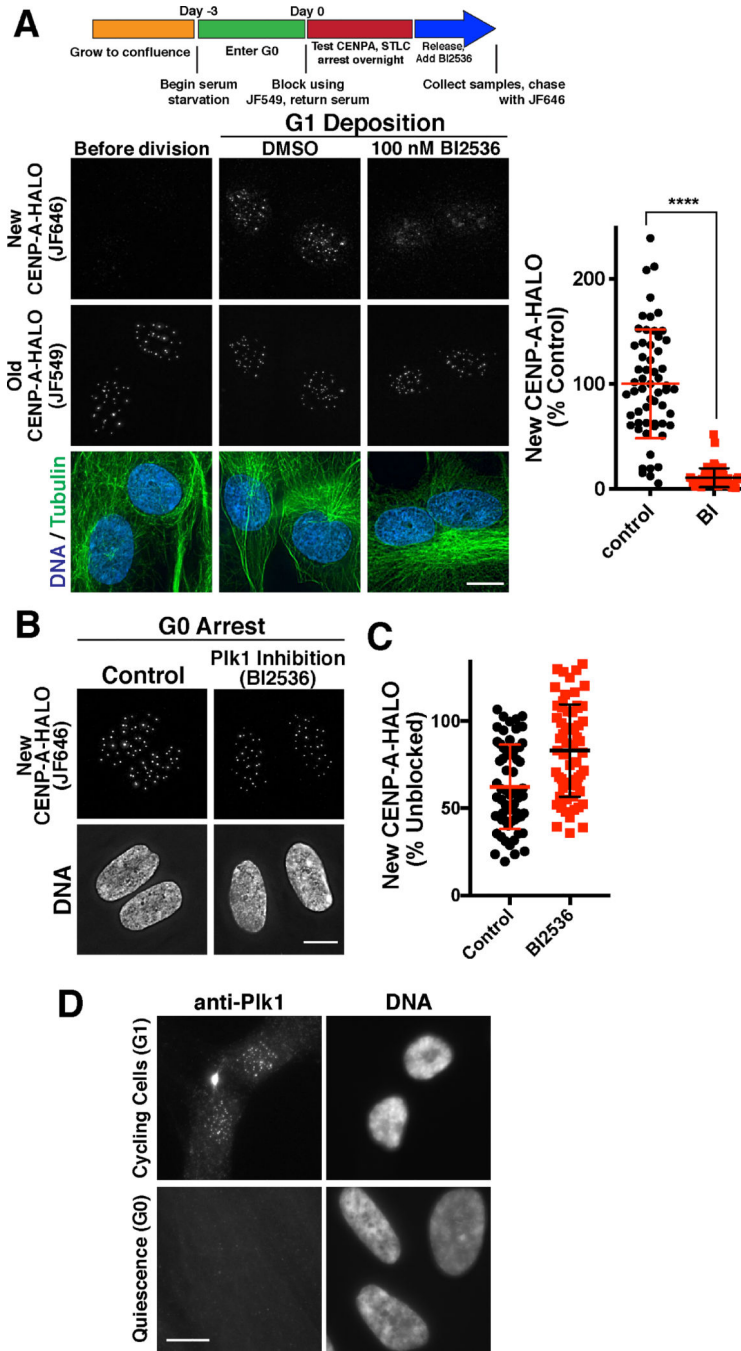 A
Day -3
Day 0
Grow to confluence
Enter G0
Test CENPA, STLC
arrest overnight
Release,
Add BI2536
Begin serum
starvation
Block using
JF549, return serum
Collect samples, chase
with JF646
G1 Deposition
Before division
DMSO
100 nM BI2536
New
CENP-A-HALO
(JF646)
Old
CENP-A-HALO
(JF549)
DNA / Tubulin
****
New CENP-A-HALO
(% Control)
200
100
0
control
BI
B
G0 Arrest
Control
Plk1 Inhibition
(BI2536)
New
CENP-A-HALO
(JF646)
DNA
C
New CENP-A-HALO
(% Unblocked)
100
50
0
Control
BI2536
D
anti-Plk1
DNA
Cycling Cells (G1)
Quiescence (G0)